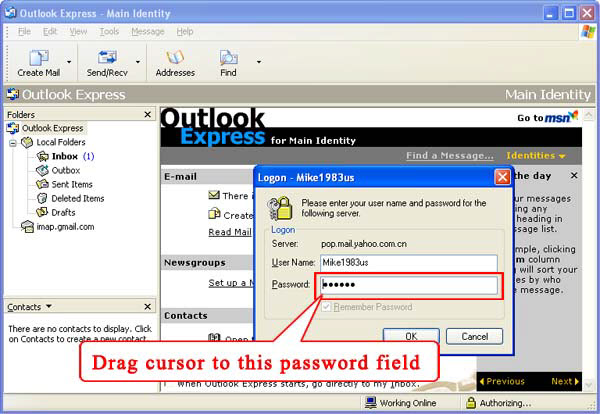 Outlook Express - Main Identity
File Edit View Tools Message Help
Create Mail Send/Recv Addresses Find
Outlook Express Main Identity
Folders
Outlook Express
Local Folders
Inbox (1)
Outbox
Sent Items
Deleted Items
Drafts
imap.gmail.com
Contacts
There are no contacts to display. Click
on Contacts to create a new contact.
Outlook
Express for Main Identity
Go to msn
Find a Message... Identities
E-mail
There i
Create
Read Mail
Newsgroups
Set up a N
Contacts
Open
When Outlook Express starts, go directly to my Inbox.
the day
ur messages
ing any
heading in
message list.
mple, clicking
m column
will sort your
es by who
e message.
Previous Next
Logon - Mike1983us
Please enter your user name and password for the
following server.
Logon
Server: pop.mail.yahoo.com.cn
User Name: Mike1983us
Password: ••••••
Remember Password
OK Cancel
Drag cursor to this password field
Working Online Authorizing...